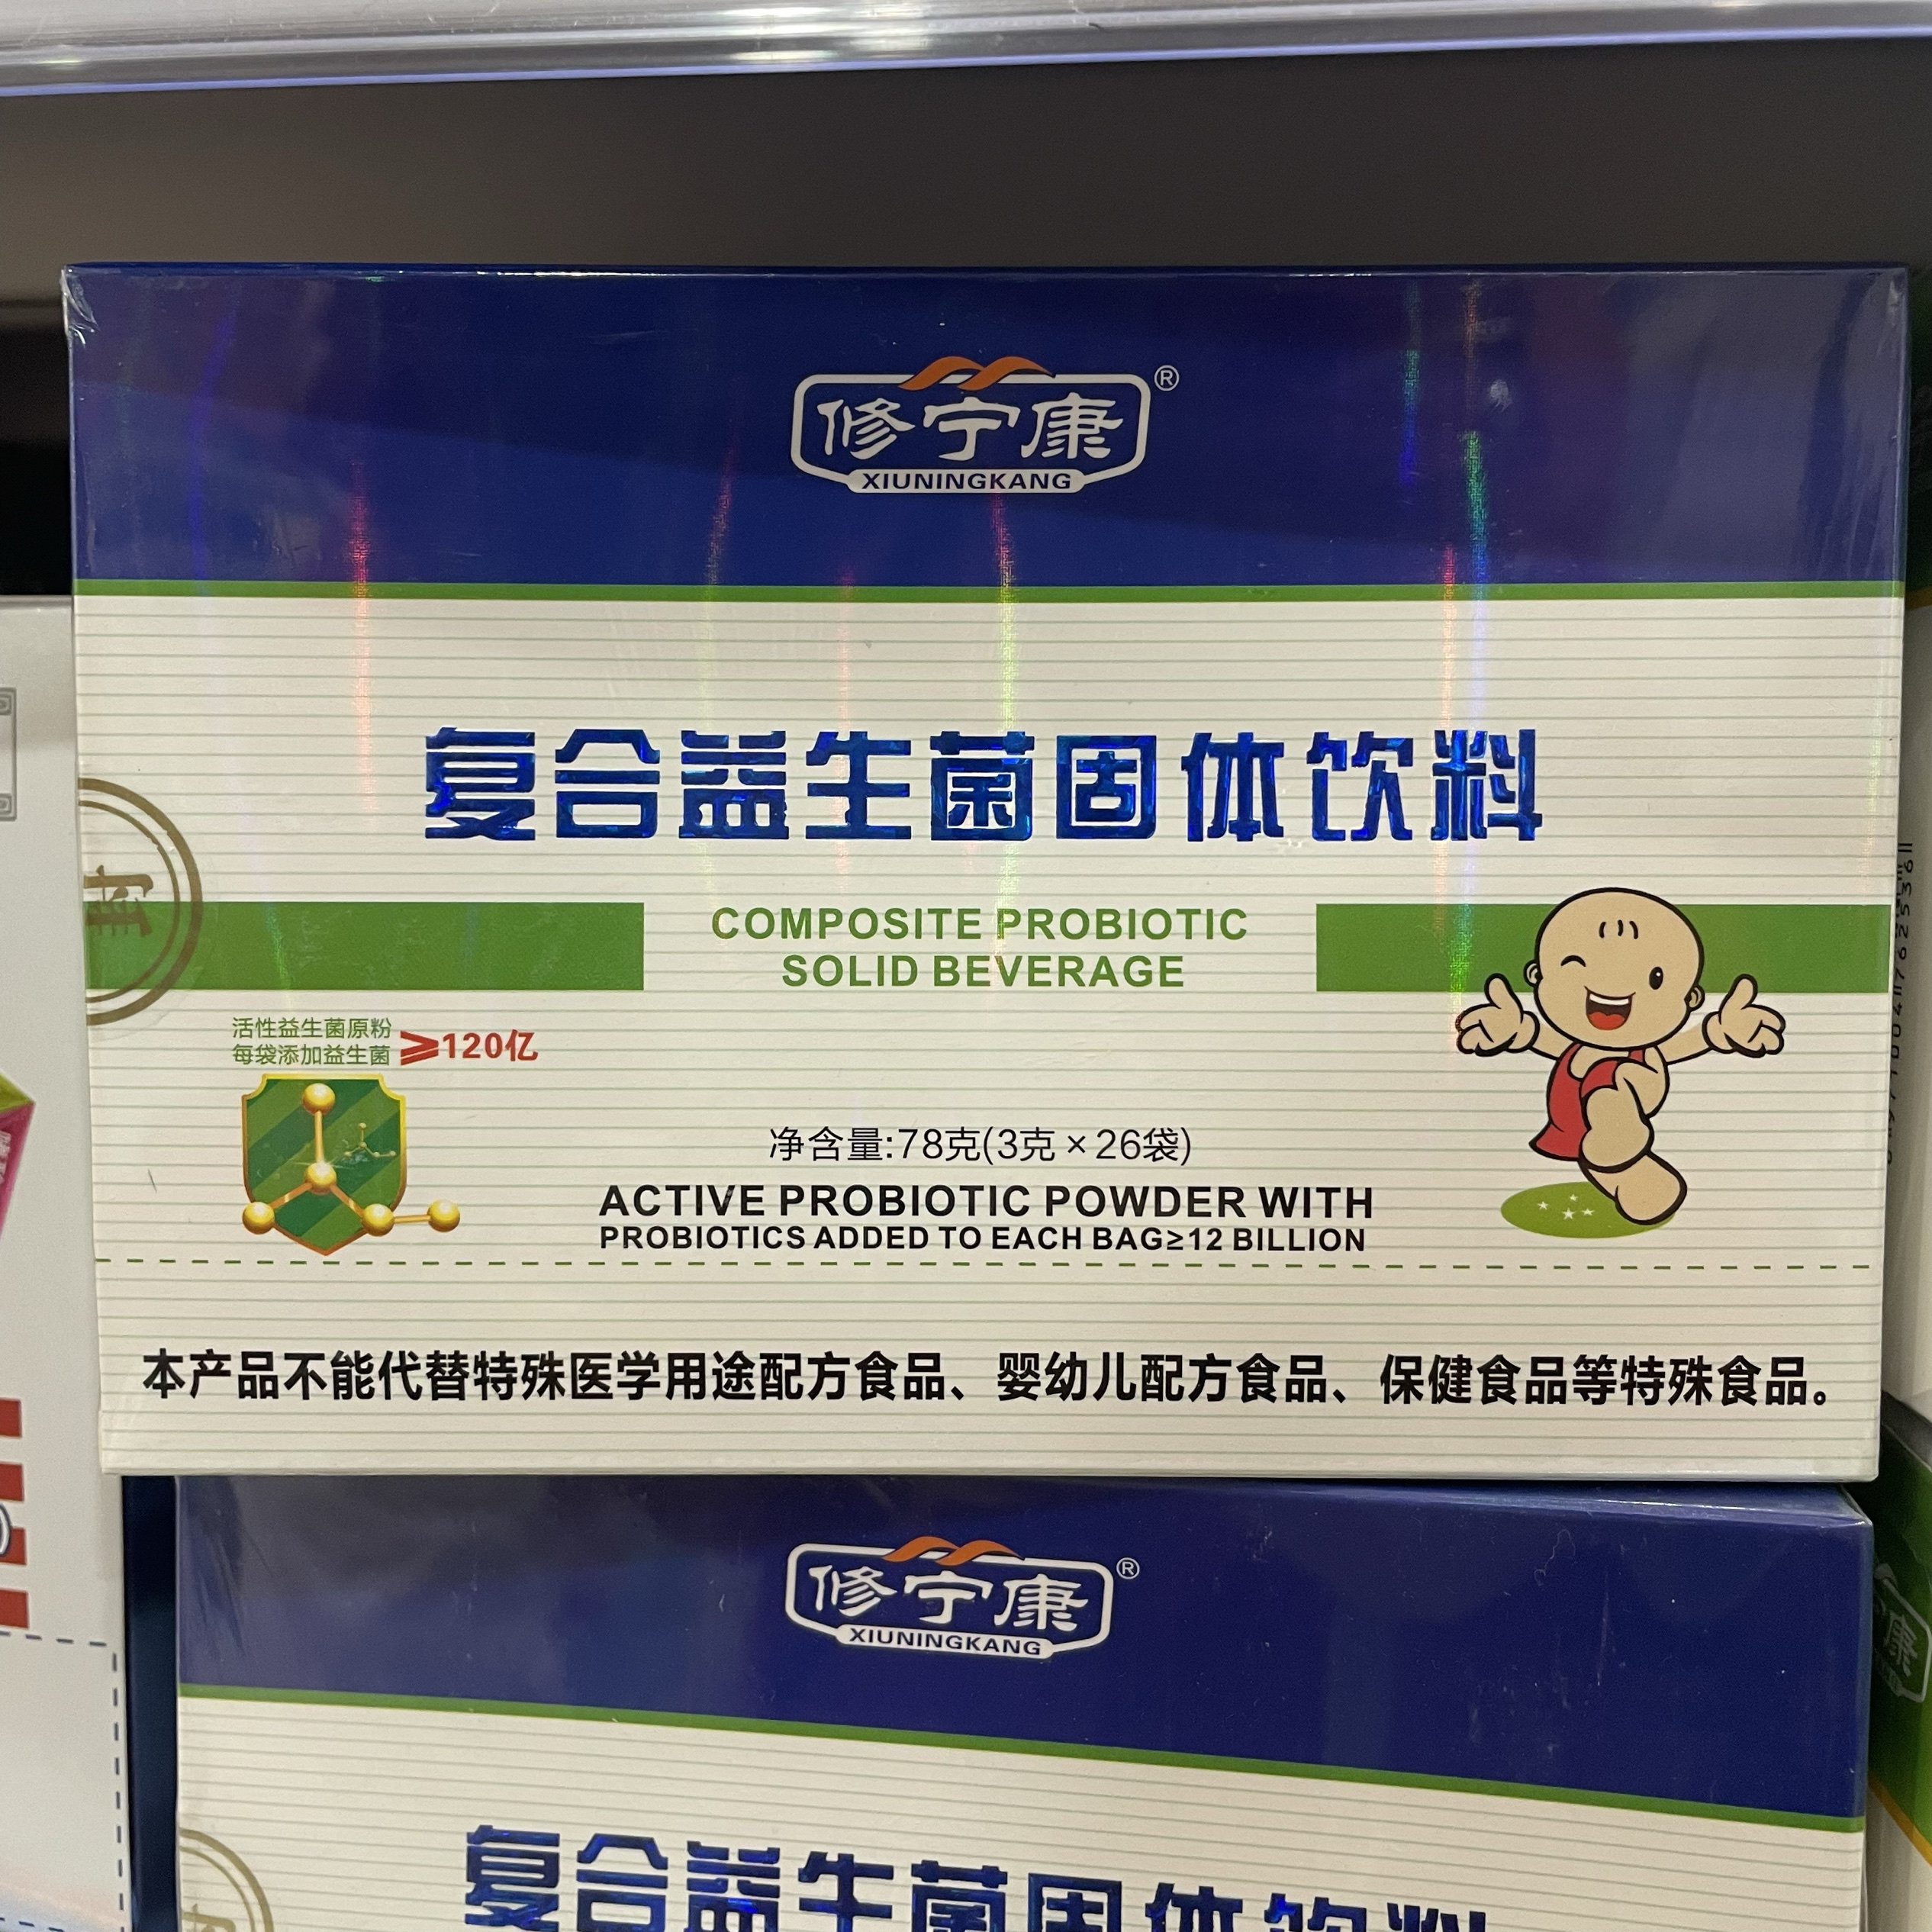 修宁康®
XIUNINGKANG
复合益生菌固体饮料
COMPOSITE PROBIOTIC
SOLID BEVERAGE
活性益生菌原粉
每袋添加益生菌 ≥120亿
净含量:78克(3克×26袋)
ACTIVE PROBIOTIC POWDER WITH
PROBIOTICS ADDED TO EACH BAG≥12 BILLION
本产品不能代替特殊医学用途配方食品、婴幼儿配方食品、保健食品等特殊食品。
修宁康®
XIUNINGKANG
复合益生菌固体饮料
康